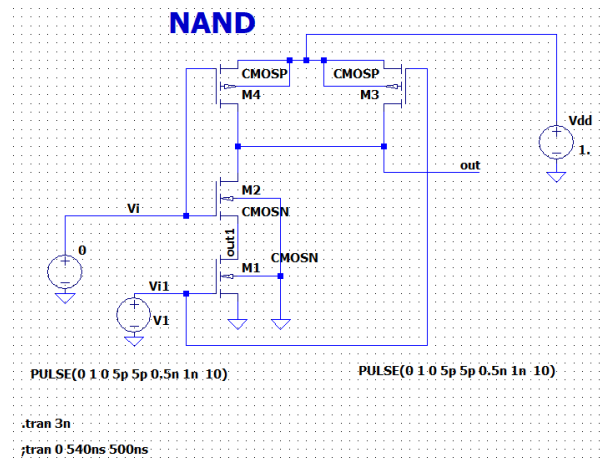 NAND
CMOSP
CMOSP
M4
M3
Vdd
1.
out
M2
Vi
CMOSN
out1
0
CMOSN
M1
Vi1
V1
PULSE(0 1 0 5p 5p 0.5n 1n 10)
PULSE(0 1 0 5p 5p 0.5n 1n 10)
.tran 3n
;tran 0 540ns 500ns